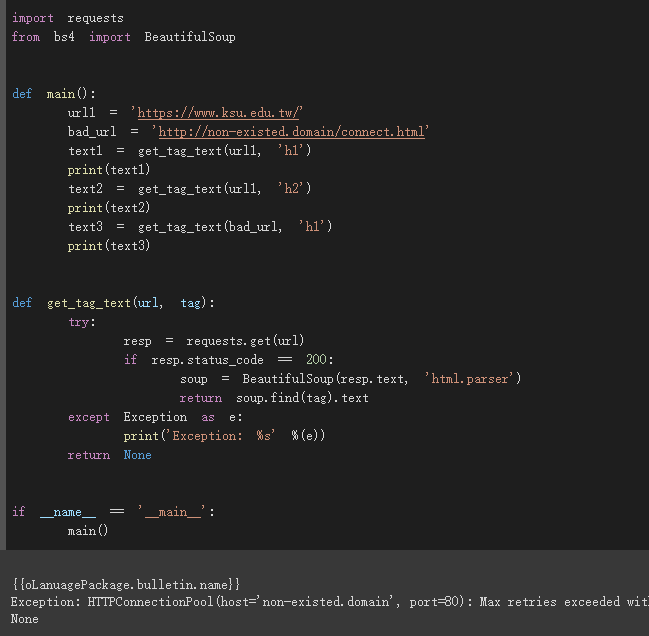 import requests
from bs4 import BeautifulSoup
def main():
url1 = 'https://www.ksu.edu.tw/'
bad_url = 'http://non-existed.domain/connect.html'
text1 = get_tag_text(url1, 'h1')
print(text1)
text2 = get_tag_text(url1, 'h2')
print(text2)
text3 = get_tag_text(bad_url, 'h1')
print(text3)
def get_tag_text(url, tag):
try:
resp = requests.get(url)
if resp.status_code == 200:
soup = BeautifulSoup(resp.text, 'html.parser')
return soup.find(tag).text
except Exception as e:
print('Exception: %s' %(e))
return None
if __name__ == '__main__':
main()
{{oLanuagePackage.bulletin.name}}
Exception: HTTPConnectionPool(host='non-existed.domain', port=80): Max retries exceeded wit
None